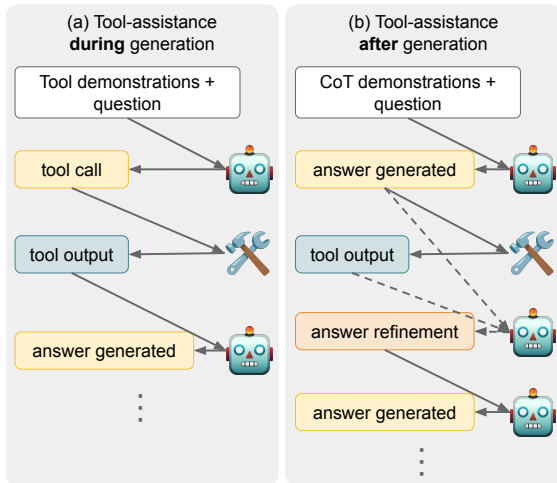 (a) Tool-assistance
during generation
Tool demonstrations +
question
tool call
tool output
answer generated
(b) Tool-assistance
after generation
CoT demonstrations +
question
answer generated
tool output
answer refinement
answer generated